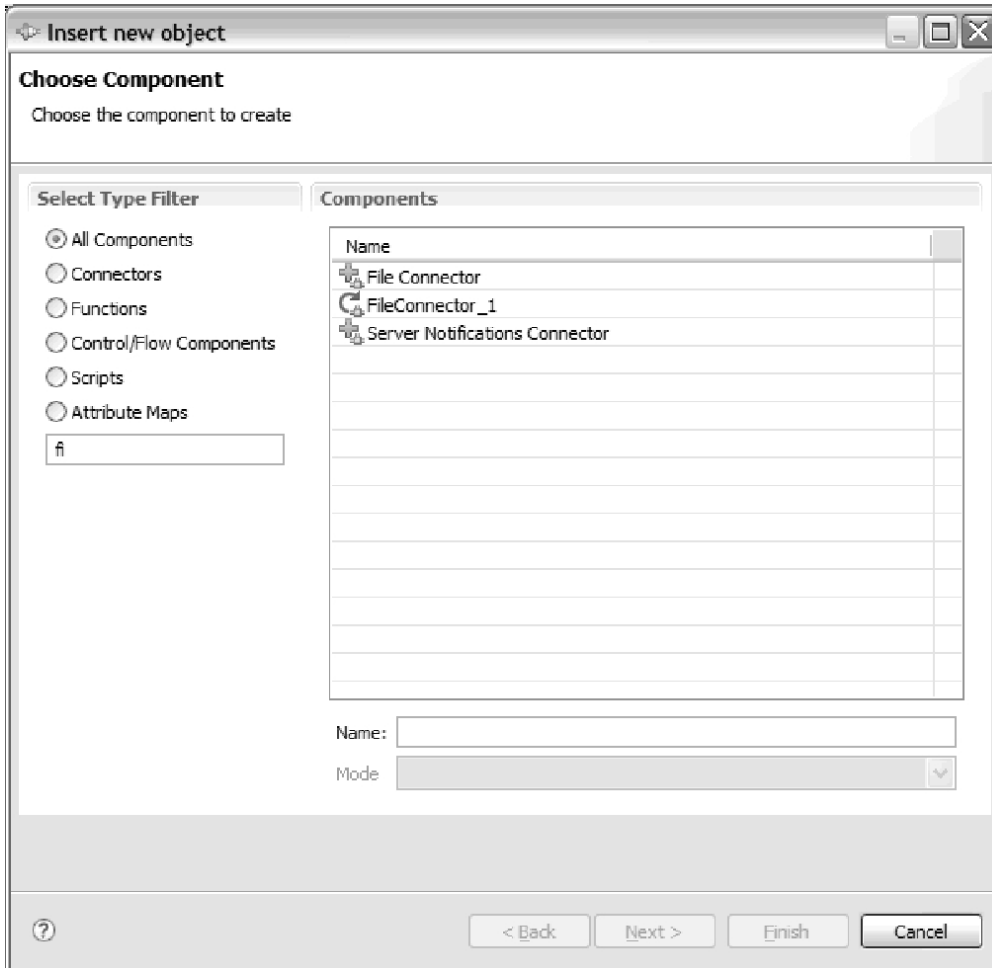 Insert new object
Choose Component
Choose the component to create
Select Type Filter
All Components
Connectors
Functions
Control/Flow Components
Scripts
Attribute Maps
fi
Components
Name
File Connector
FileConnector_1
Server Notifications Connector
Name:
Mode
?
< Back
Next >
Finish
Cancel